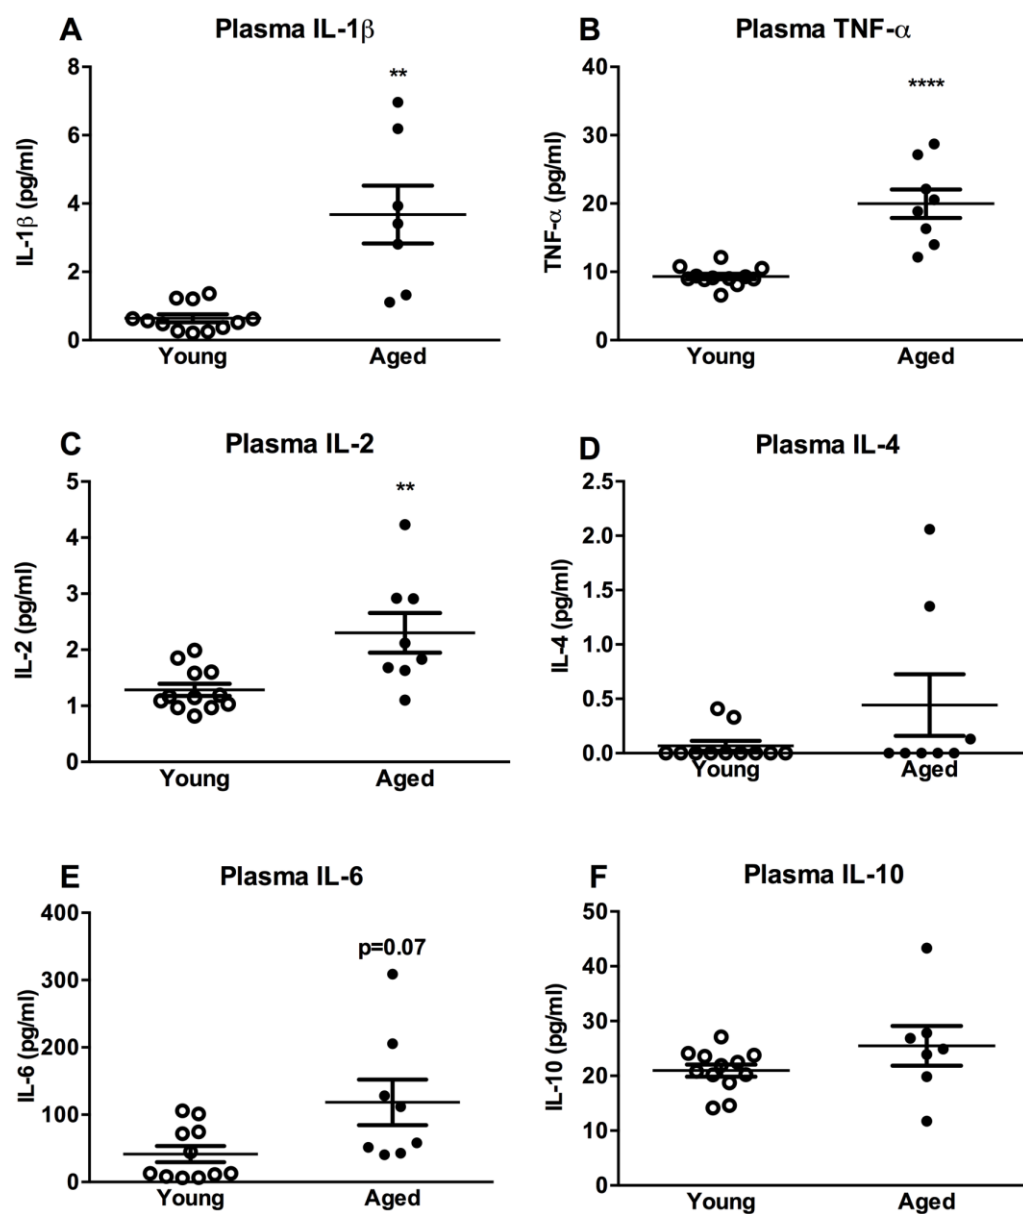 A Plasma IL-1β
IL-1β (pg/ml)
8
6
4
2
0
**
Young Aged
B Plasma TNF-α
TNF-α (pg/ml)
40
30
20
10
0
****
Young Aged
C Plasma IL-2
IL-2 (pg/ml)
5
4
3
2
1
0
**
Young Aged
D Plasma IL-4
IL-4 (pg/ml)
2.5
2.0
1.5
1.0
0.5
0.0
Young Aged
E Plasma IL-6
IL-6 (pg/ml)
400
300
200
100
0
p=0.07
Young Aged
F Plasma IL-10
IL-10 (pg/ml)
50
40
30
20
10
0
Young Aged